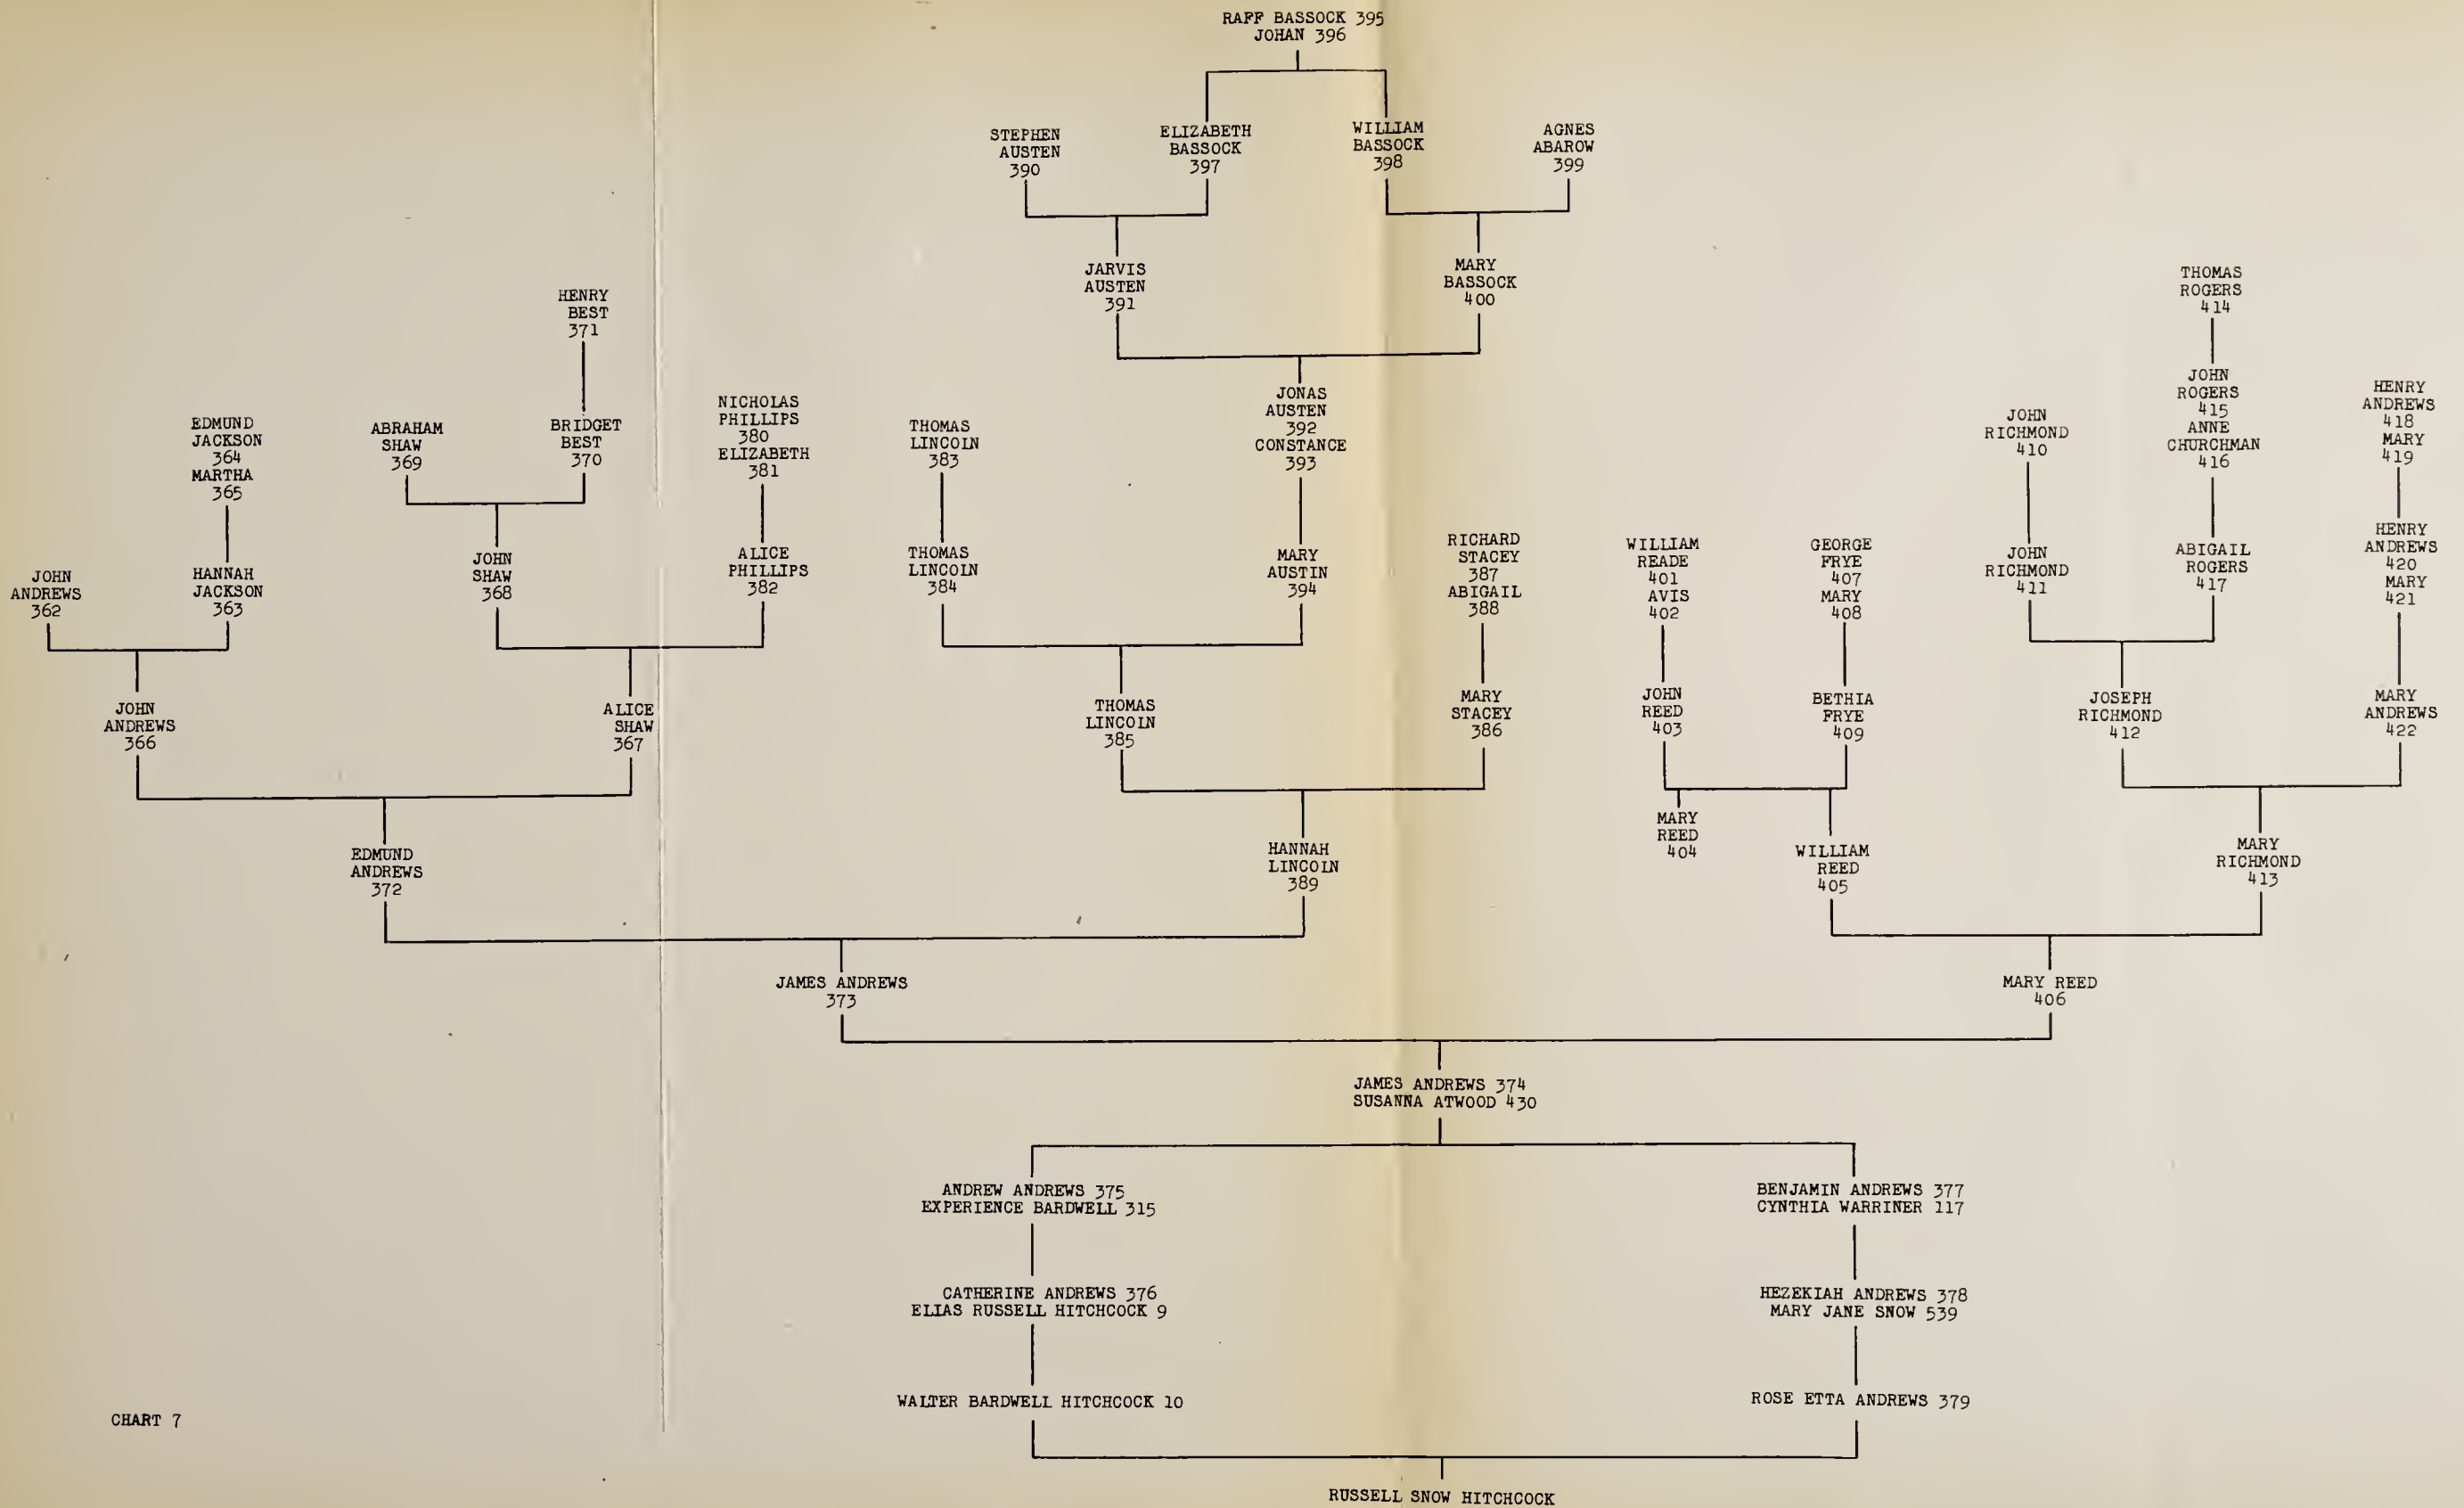 RAFF BASSOCK 395
JOHAN 396
STEPHEN
AUSTEN
390
ELIZABETH
BASSOCK
397
WILLIAM
BASSOCK
398
AGNES
ABAROW
399
JARVIS
AUSTEN
391
MARY
BASSOCK
400
THOMAS
ROGERS
414
HENRY
BEST
371
JONAS
AUSTEN
392
CONSTANCE
393
JOHN
ROGERS
415
ANNE
CHURCHMAN
416
HENRY
ANDREWS
418
MARY
419
EDMUND
JACKSON
364
MARTHA
365
ABRAHAM
SHAW
369
BRIDGET
BEST
370
NICHOLAS
PHILLIPS
380
ELIZABETH
381
THOMAS
LINCOLN
383
JOHN
RICHMOND
410
JOHN
ANDREWS
362
HANNAH
JACKSON
363
JOHN
SHAW
368
ALICE
PHILLIPS
382
THOMAS
LINCOLN
384
MARY
AUSTIN
394
RICHARD
STACEY
387
ABIGAIL
388
WILLIAM
READE
401
AVIS
402
GEORGE
FRYE
407
MARY
408
JOHN
RICHMOND
411
ABIGAIL
ROGERS
417
HENRY
ANDREWS
420
MARY
421
JOHN
ANDREWS
366
ALICE
SHAW
367
THOMAS
LINCOLN
385
MARY
STACEY
386
JOHN
REED
403
BETHIA
FRYE
409
JOSEPH
RICHMOND
412
MARY
ANDREWS
422
EDMUND
ANDREWS
372
HANNAH
LINCOLN
389
MARY
REED
404
WILLIAM
REED
405
MARY
RICHMOND
413
JAMES ANDREWS
373
MARY REED
406
JAMES ANDREWS 374
SUSANNA ATWOOD 430
ANDREW ANDREWS 375
EXPERIENCE BARDWELL 315
BENJAMIN ANDREWS 377
CYNTHIA WARRINER 117
CATHERINE ANDREWS 376
ELIAS RUSSELL HITCHCOCK 9
HEZEKIAH ANDREWS 378
MARY JANE SNOW 539
WALTER BARDWELL HITCHCOCK 10
ROSE ETTA ANDREWS 379
CHART 7
RUSSELL SNOW HITCHCOCK